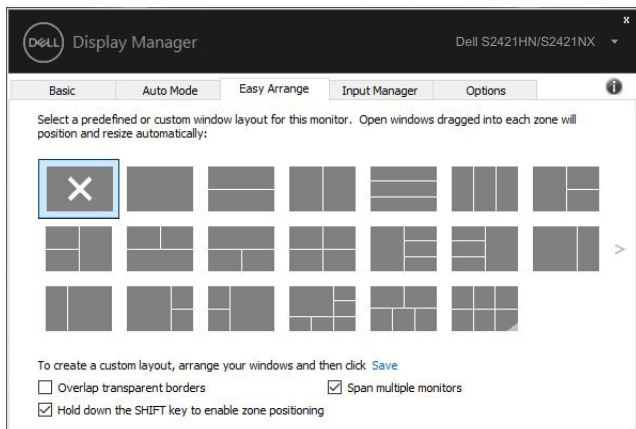 DELL Display Manager Dell S2421HN/S2421NX
x
Basic Auto Mode Easy Arrange Input Manager Options
Select a predefined or custom window layout for this monitor. Open windows dragged into each zone will
position and resize automatically:
To create a custom layout, arrange your windows and then click Save
Overlap transparent borders Span multiple monitors
Hold down the SHIFT key to enable zone positioning